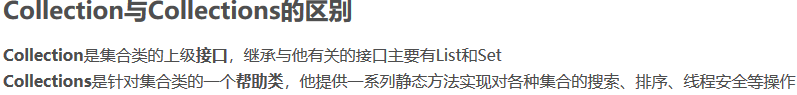 Collection与Collections的区别
Collection是集合类的上级接口，继承与他有关的接口主要有List和Set
Collections是针对集合类的一个帮助类，他提供一系列静态方法实现对各种集合的搜索、排序、线程安全等操作